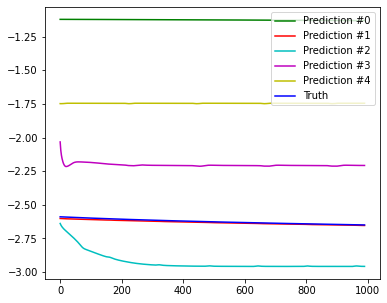 −1.25
−1.50
−1.75
−2.00
−2.25
−2.50
−2.75
−3.00
0
200
400
600
800
1000
Prediction #0
Prediction #1
Prediction #2
Prediction #3
Prediction #4
Truth